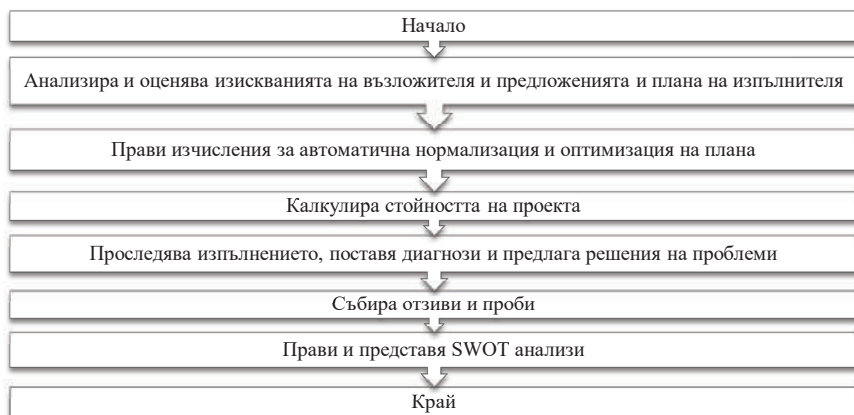 Начало
Анализира и оценява изискванията на възложителя и предложенията и плана на изпълнителя
Прави изчисления за автоматична нормализация и оптимизация на плана
Калкулира стойността на проекта
Проследява изпълнението, поставя диагнози и предлага решения на проблеми
Събира отзиви и проби
Прави и представя SWOT анализи
Край